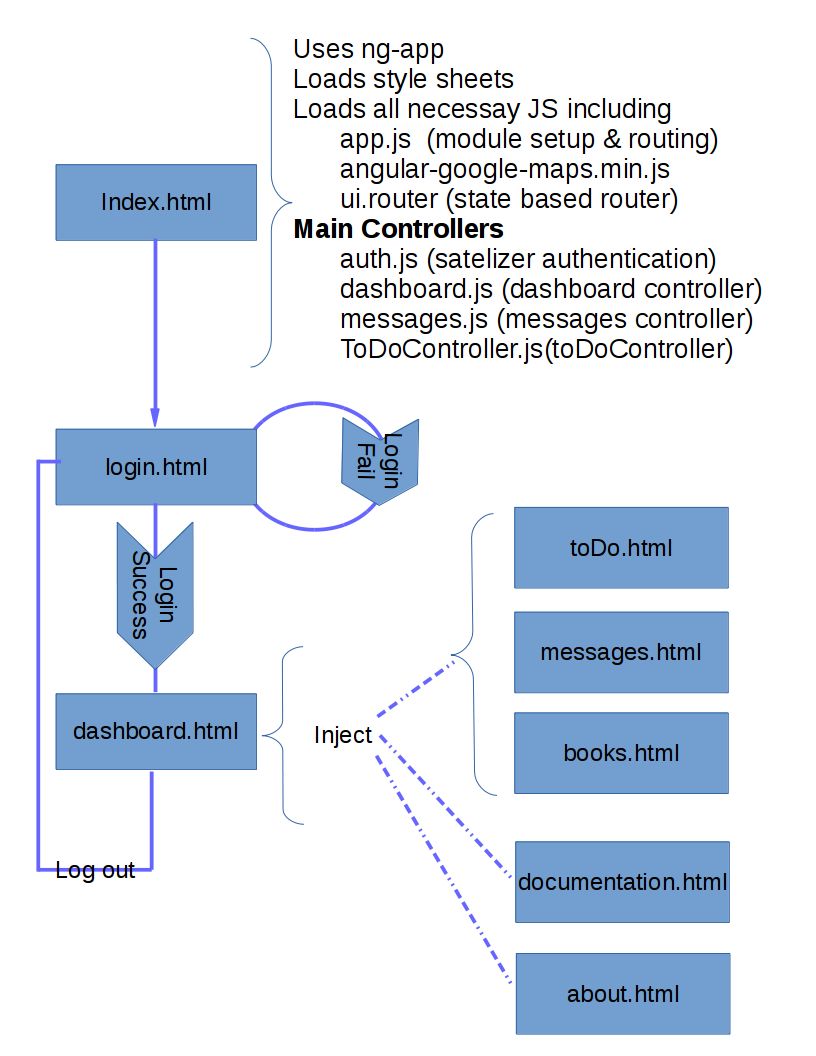 Uses ng-app
Loads style sheets
Loads all necessay JS including
app.js (module setup & routing)
angular-google-maps.min.js
ui.router (state based router)
Main Controllers
auth.js (satelizer authentication)
dashboard.js (dashboard controller)
messages.js (messages controller)
ToDoController.js(toDoController)
Index.html
login.html
Login
Fail
Login
Success
dashboard.html
Inject
Log out
toDo.html
messages.html
books.html
documentation.html
about.html